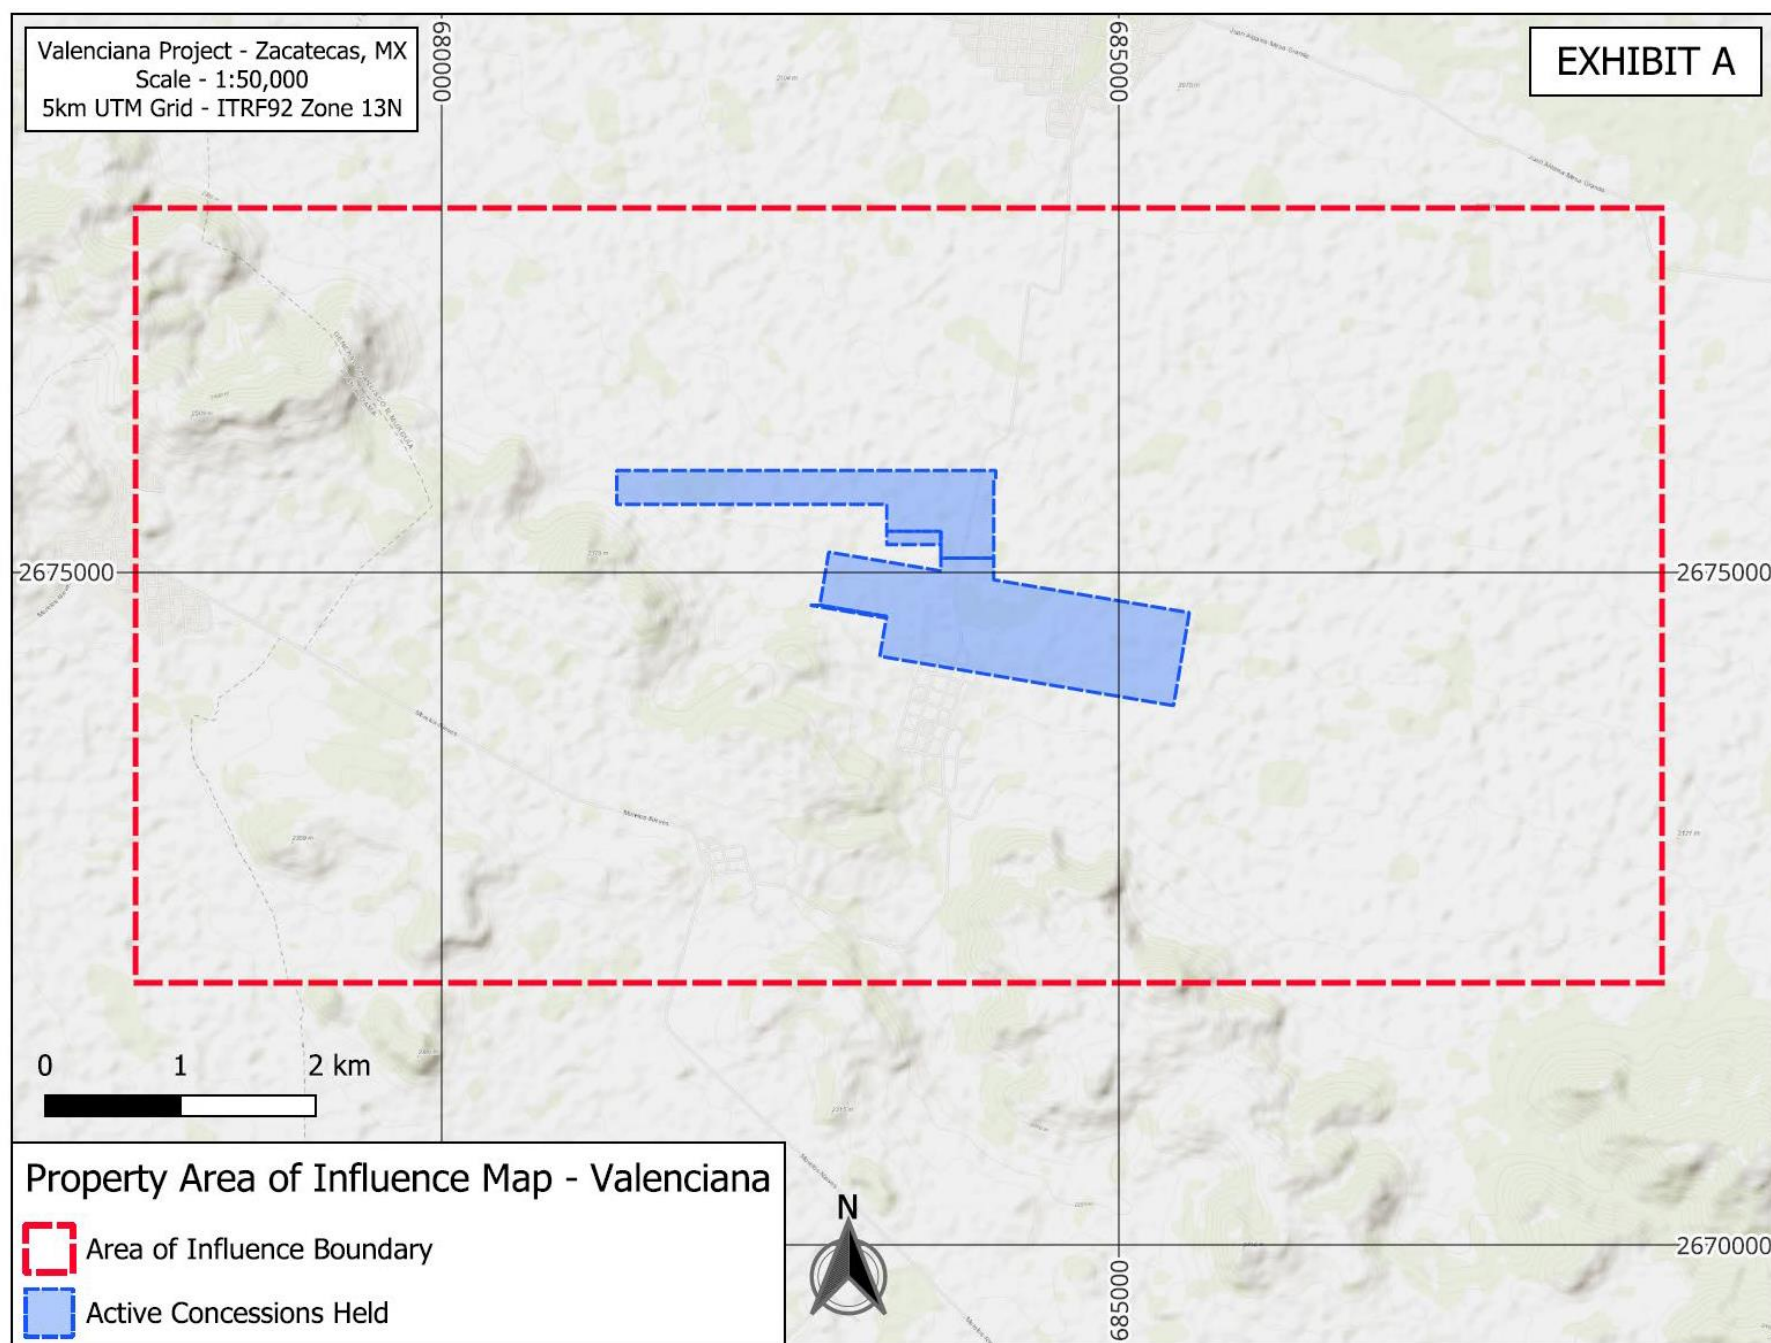 Valenciana Project - Zacatecas, MX
Scale - 1:50,000
5km UTM Grid - ITRF92 Zone 13N
680000
685000
EXHIBIT A
2675000
2675000
0 1 2 km
Property Area of Influence Map - Valenciana
Area of Influence Boundary
Active Concessions Held
N
685000
2670000